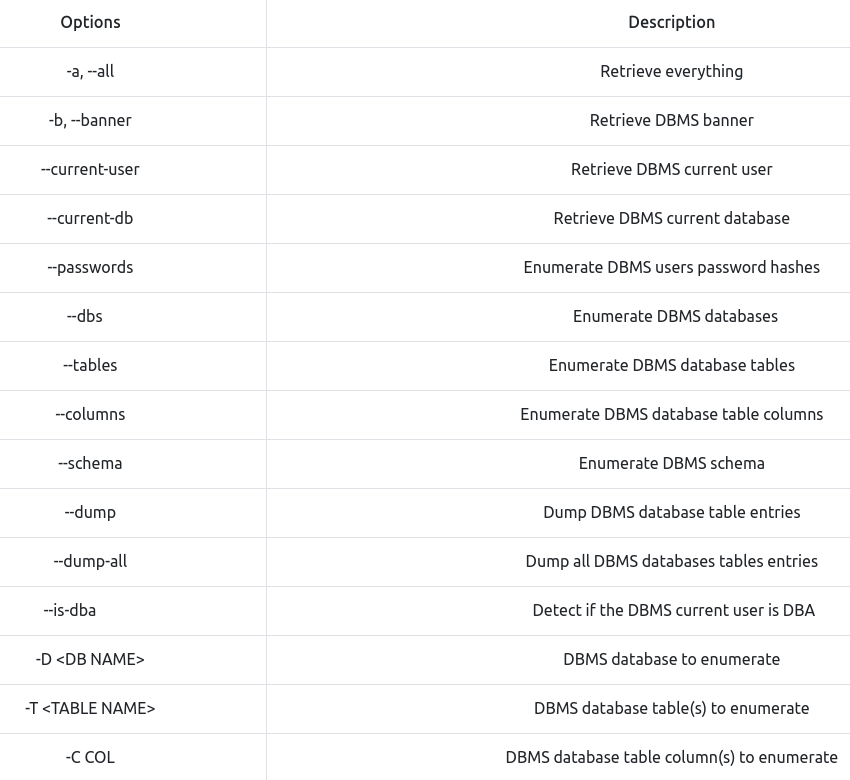 Options Description
-a, --all Retrieve everything
-b, --banner Retrieve DBMS banner
--current-user Retrieve DBMS current user
--current-db Retrieve DBMS current database
--passwords Enumerate DBMS users password hashes
--dbs Enumerate DBMS databases
--tables Enumerate DBMS database tables
--columns Enumerate DBMS database table columns
--schema Enumerate DBMS schema
--dump Dump DBMS database table entries
--dump-all Dump all DBMS databases tables entries
--is-dba Detect if the DBMS current user is DBA
-D <DB NAME> DBMS database to enumerate
-T <TABLE NAME> DBMS database table(s) to enumerate
-C COL DBMS database table column(s) to enumerate